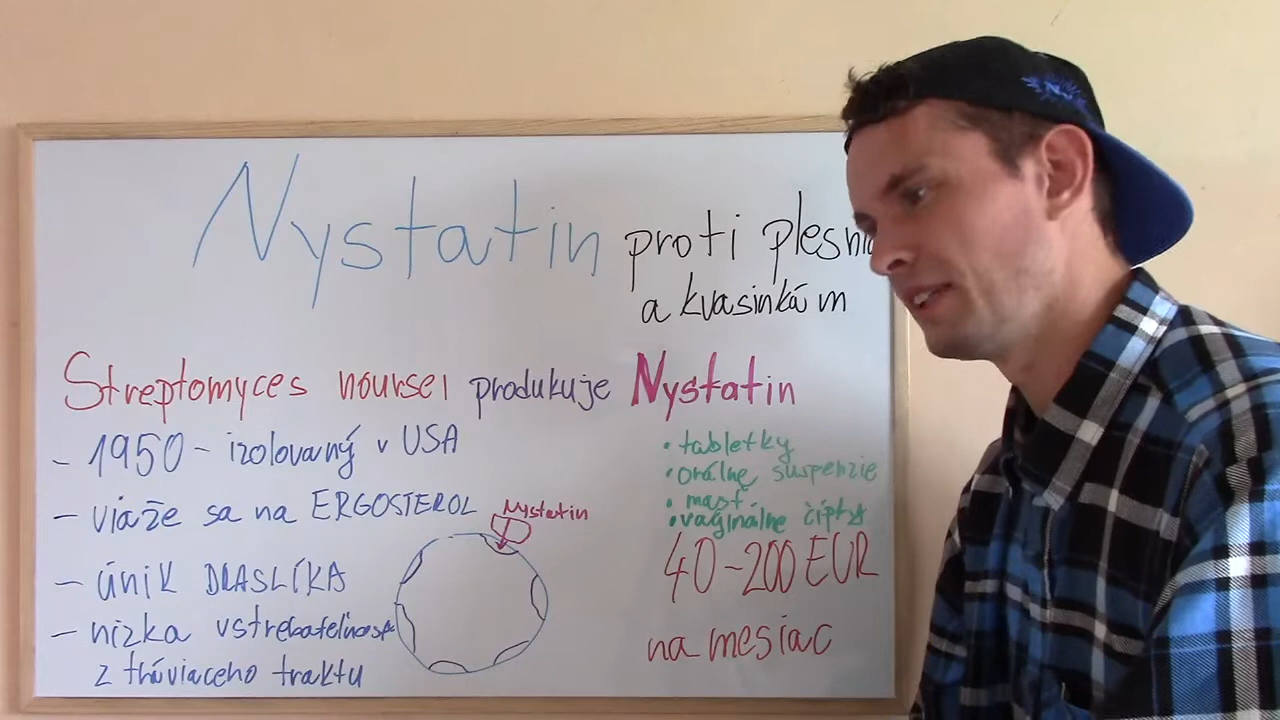 Nystatin proti plesni
a kvasinkám
Streptomyces noursei produkuje Nystatin
- 1950 - izolovaný v USA
- viaže sa na ERGOSTEROL
- únik DRASLÍKA
- nízka vstrebateľnosť
z tráviaceho traktu
Nystatin
• tabletky
• orálne suspenzie
• masť
• vaginálne čípky
40-200 EUR
na mesiac